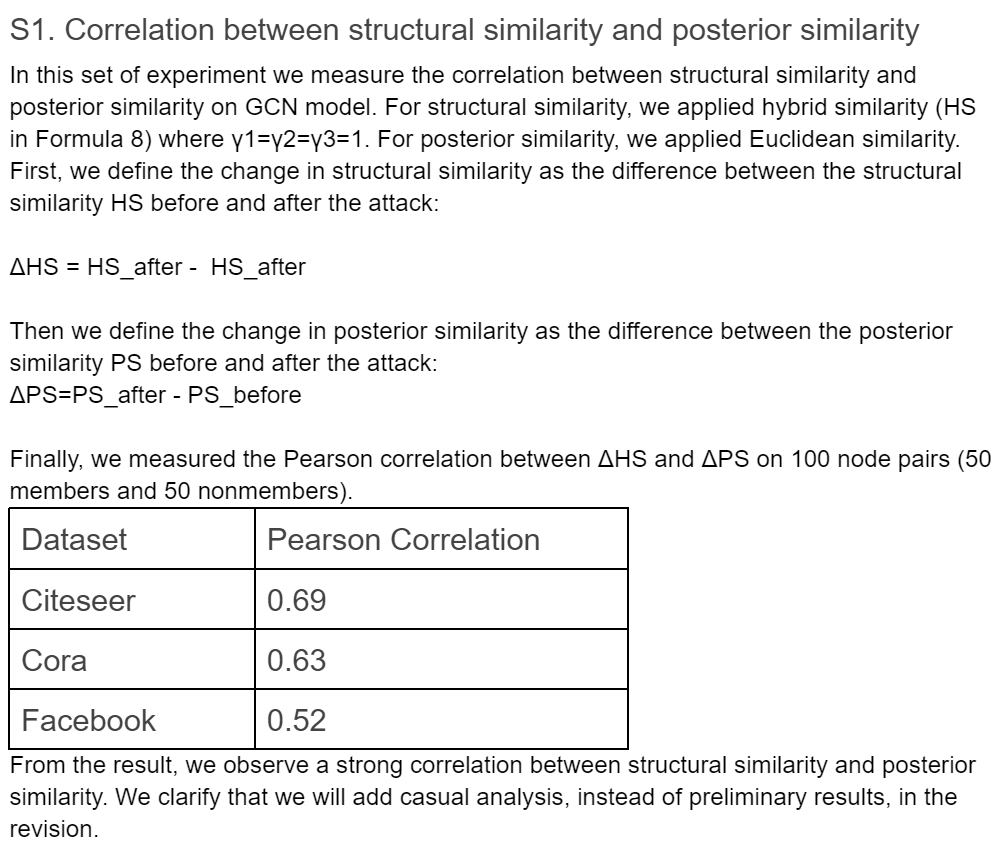 S1. Correlation between structural similarity and posterior similarity
In this set of experiment we measure the correlation between structural similarity and
posterior similarity on GCN model. For structural similarity, we applied hybrid similarity (HS
in Formula 8) where γ1=γ2=γ3=1. For posterior similarity, we applied Euclidean similarity.
First, we define the change in structural similarity as the difference between the structural
similarity HS before and after the attack:
ΔHS = HS_after - HS_after
Then we define the change in posterior similarity as the difference between the posterior
similarity PS before and after the attack:
ΔPS=PS_after - PS_before
Finally, we measured the Pearson correlation between ΔHS and ΔPS on 100 node pairs (50
members and 50 nonmembers).
Dataset Pearson Correlation
Citeseer 0.69
Cora 0.63
Facebook 0.52
From the result, we observe a strong correlation between structural similarity and posterior
similarity. We clarify that we will add casual analysis, instead of preliminary results, in the
revision.